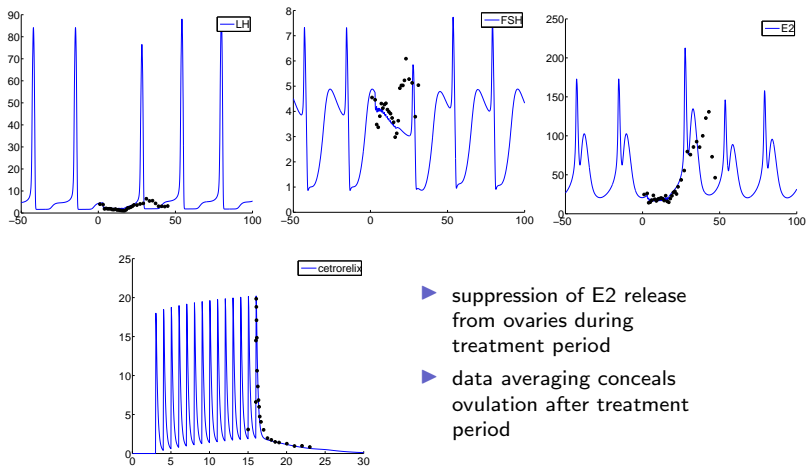 90
80
70
60
50
40
30
20
10
0
−50 0 50 100
LH
8
7
6
5
4
3
2
1
0
−50 0 50 100
FSH
250
200
150
100
50
0
−50 0 50 100
E2
25
20
15
10
5
0
0 5 10 15 20 25 30
cetrorelix
suppression of E2 release
from ovaries during
treatment period
data averaging conceals
ovulation after treatment
period